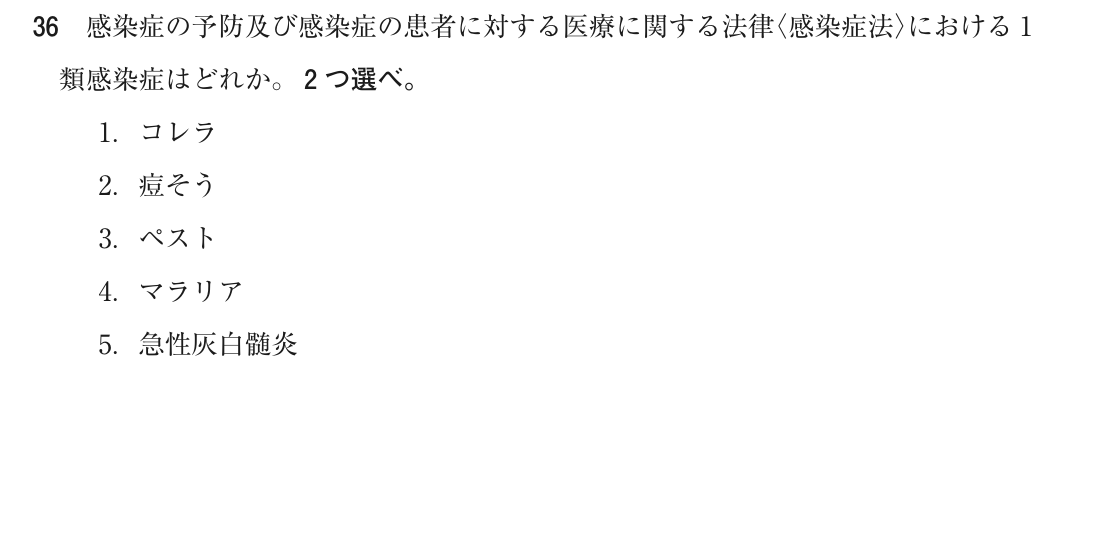 36 感染症の予防及び感染症の患者に対する医療に関する法律〈感染症法〉における1
類感染症はどれか。2つ選べ。
1. コレラ
2. 痘そう
3. ペスト
4. マラリア
5. 急性灰白髄炎